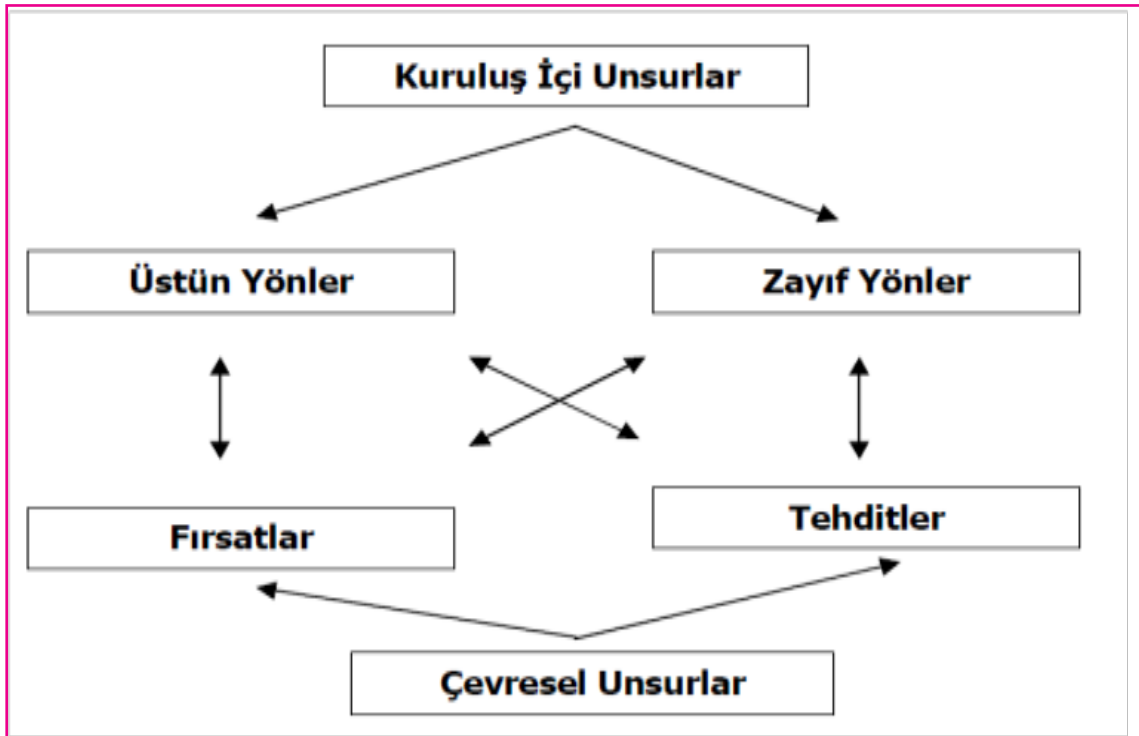 Kuruluş İçi Unsurlar
Üstün Yönler
Zayıf Yönler
Fırsatlar
Tehditler
Çevresel Unsurlar